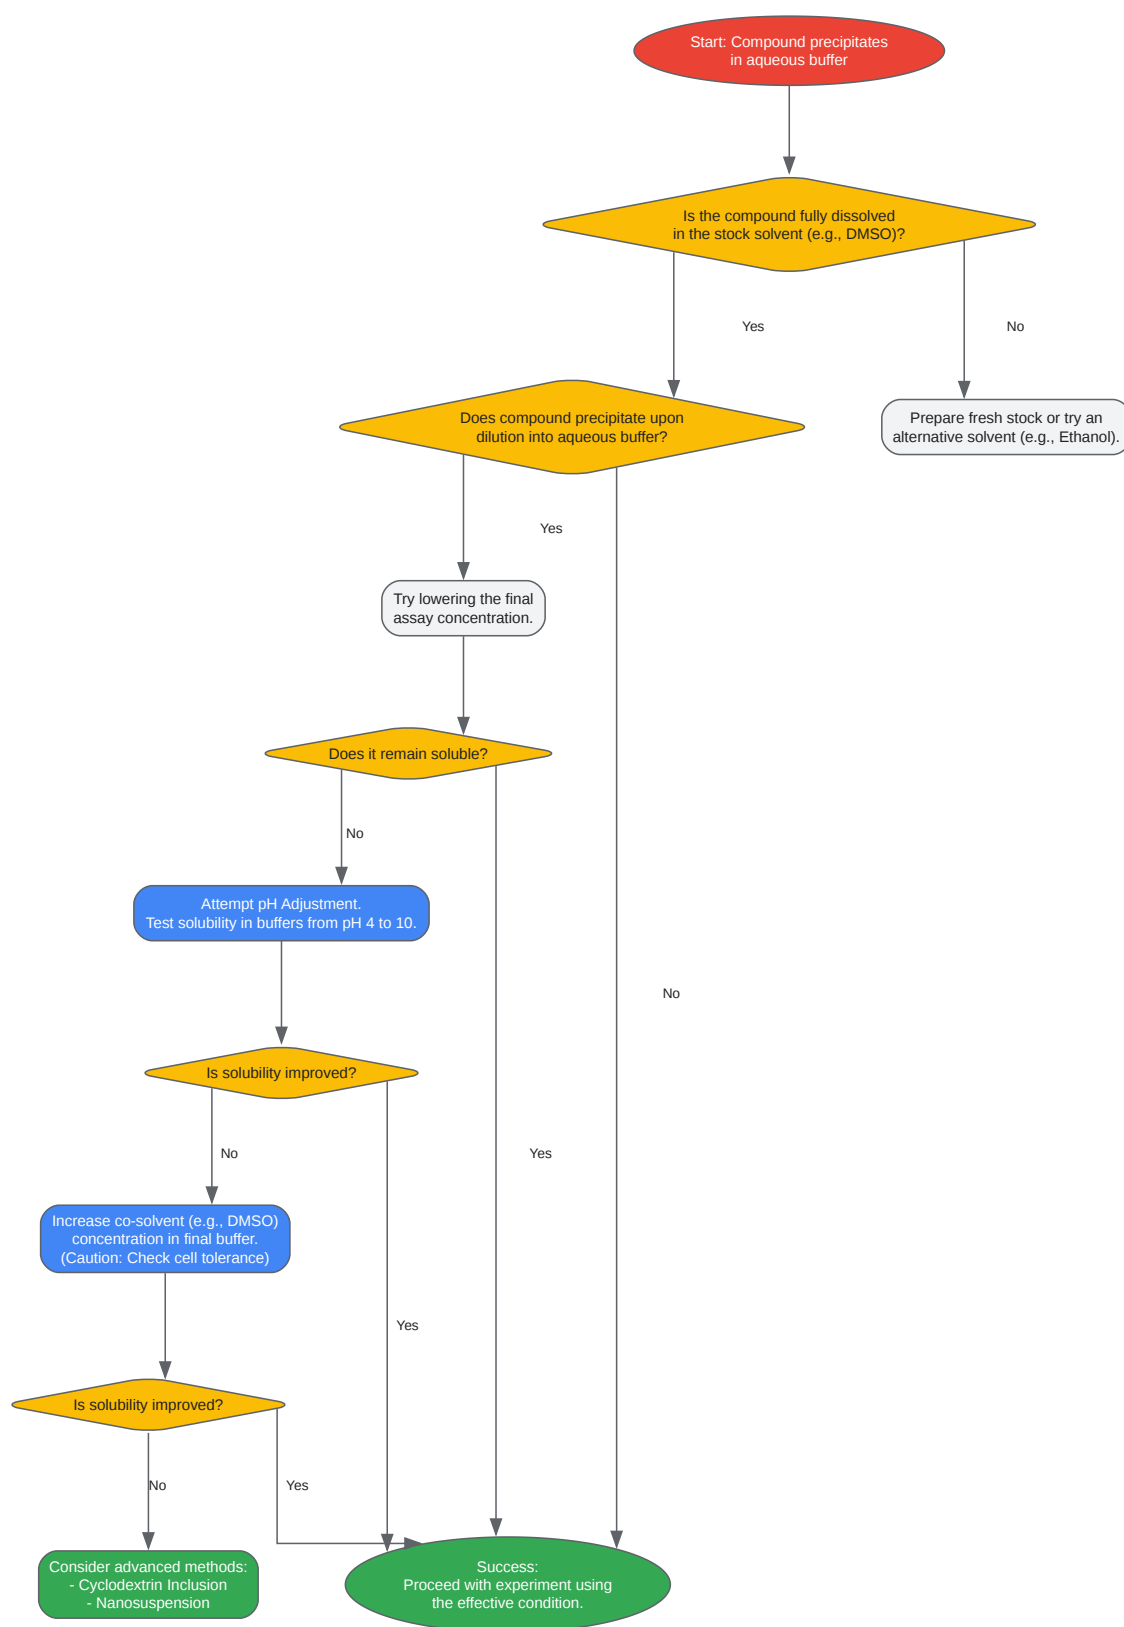 Start: Compound precipitates
in aqueous buffer
Is the compound fully dissolved
in the stock solvent (e.g., DMSO)?
Yes
No
Does compound precipitate upon
dilution into aqueous buffer?
Prepare fresh stock or try an
alternative solvent (e.g., Ethanol).
Yes
Try lowering the final
assay concentration.
Does it remain soluble?
No
Attempt pH Adjustment.
Test solubility in buffers from pH 4 to 10.
No
Is solubility improved?
No
Yes
Increase co-solvent (e.g., DMSO)
concentration in final buffer.
(Caution: Check cell tolerance)
Yes
Is solubility improved?
No
Yes
Consider advanced methods:
- Cyclodextrin Inclusion
- Nanosuspension
Success:
Proceed with experiment using
the effective condition.